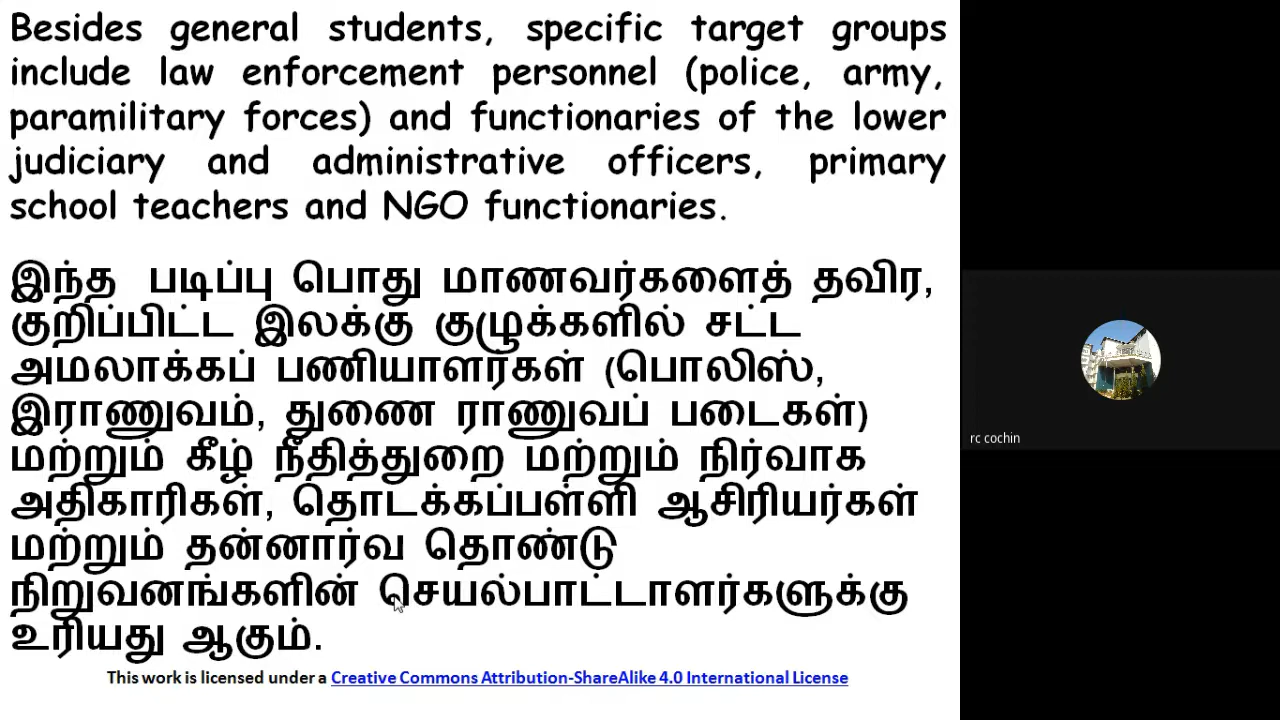 Besides general students, specific target groups
include law enforcement personnel (police, army,
paramilitary forces) and functionaries of the lower
judiciary and administrative officers, primary
school teachers and NGO functionaries.
இந்த படிப்பு பொது மாணவர்களைத் தவிர,
குறிப்பிட்ட இலக்கு குழுக்களில் சட்ட
அமலாக்கப் பணியாளர்கள் (பொலிஸ்,
இராணுவம், துணை ராணுவப் படைகள்)
மற்றும் கீழ் நீதித்துறை மற்றும் நிர்வாக
அதிகாரிகள், தொடக்கப்பள்ளி ஆசிரியர்கள்
மற்றும் தன்னார்வ தொண்டு
நிறுவனங்களின் செயல்பாட்டாளர்களுக்கு
உரியது ஆகும்.
This work is licensed under a Creative Commons Attribution-ShareAlike 4.0 International License
rc cochin